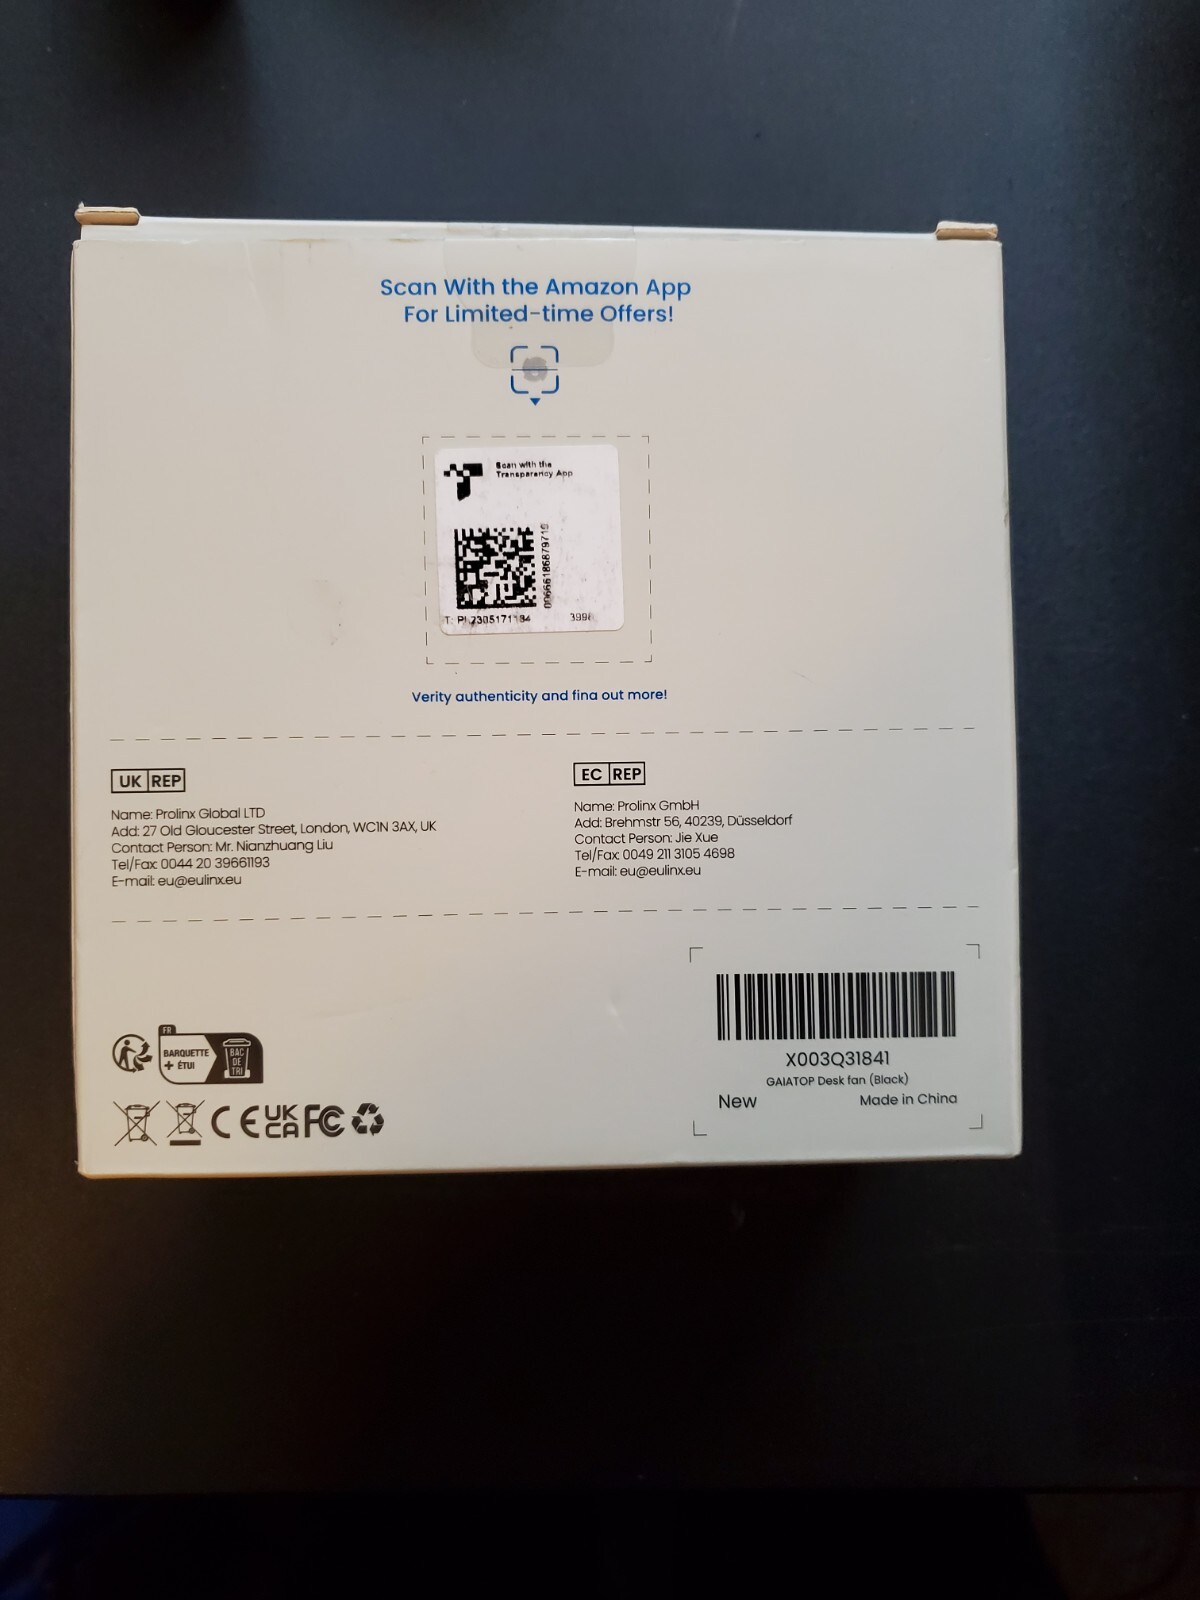 Scan With the Amazon App
For Limited-time Offers!
Scan with the
Transparency App
T: PI.2305171184
Verity authenticity and fina out more!
UK REP
Name: Prolinx Global LTD
Add: 27 Old Gloucester Street, London, WC1N 3AX, UK
Contact Person: Mr. Nianzhuang Liu
Tel/Fax: 0044 20 39661193
E-mail: eu@eulinx.eu
EC REP
Name: Prolinx GmbH
Add: Brehmstr 56, 40239, Düsseldorf
Contact Person: Jie Xue
Tel/Fax: 0049 211 3105 4698
E-mail: eu@eulinx.eu
FR
BARQUETTE
+ ÉTUI
BAC
DE
TRI
CE UK
CA FC
X003Q31841
GAIATOP Desk fan (Black)
New Made in China